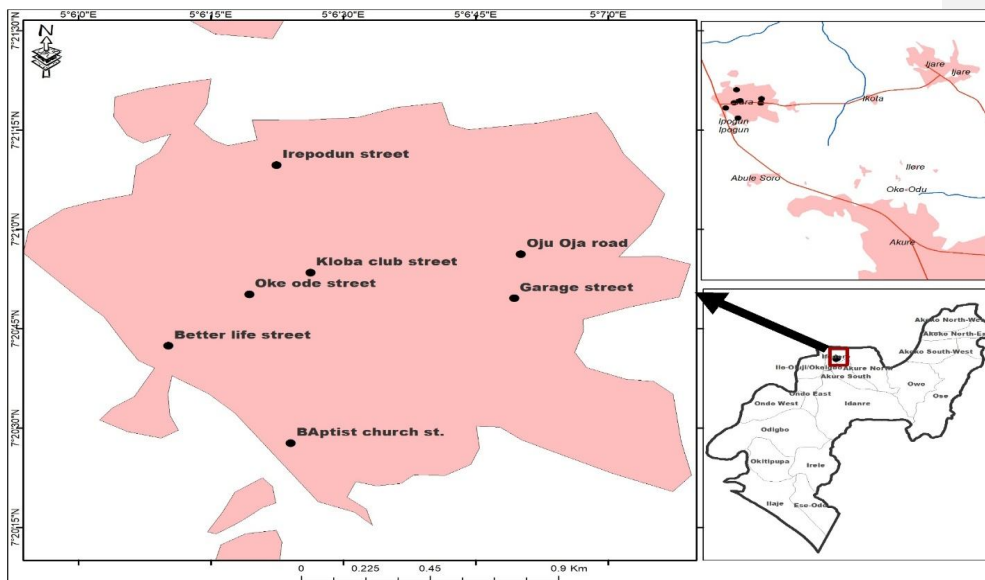 5°6'0"E 5°6'15"E 5°6'30"E 5°6'45"E 5°7'0"E
7°21'30"N
N
7°21'15"N
Irepodun street
7°21'0"N
Oju Oja road
Kloba club street
Oke ode street
Garage street
7°20'45"N
Better life street
7°20'30"N
BAptist church st.
7°20'15"N
0 0.225 0.45 0.9 Km
Ijare
Ijare
Ikota
Ipogun
Ipogun
Ilere
Abule Soro
Oke-Odu
Akure
Akoko North-We
Akoko North-Ea
Akoko South-West
Akure North
Akure South
Owo
Ondo East
Ose
Ondo West
Idanre
Odigbo
Okitipupa
Irele
Ilaje
Ese-Odo